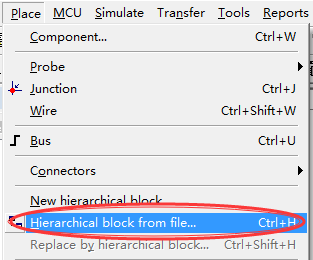 Place MCU Simulate Transfer Tools Reports
Component... Ctrl+W
Probe
Junction Ctrl+J
Wire Ctrl+Shift+W
Bus Ctrl+U
Connectors
New hierarchical block...
Hierarchical block from file... Ctrl+H
Replace by hierarchical block... Ctrl+Shift+H